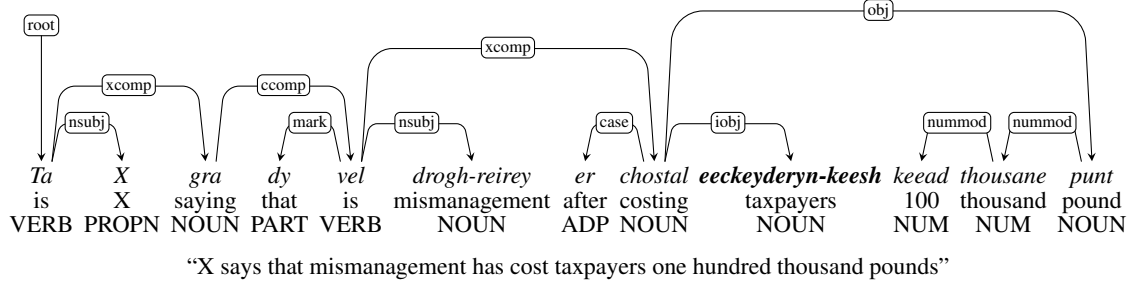 obj
root
xcomp
xcomp ccomp
nsubj mark nsubj case iobj nummod nummod
Ta X gra dy vel drogh-reirey er chostal eeckeyderyn-keesh keead thousane punt
is X saying that is mismanagement after costing taxpayers 100 thousand pound
VERB PROPN NOUN PART VERB NOUN ADP NOUN NOUN NUM NUM NOUN
“X says that mismanagement has cost taxpayers one hundred thousand pounds”